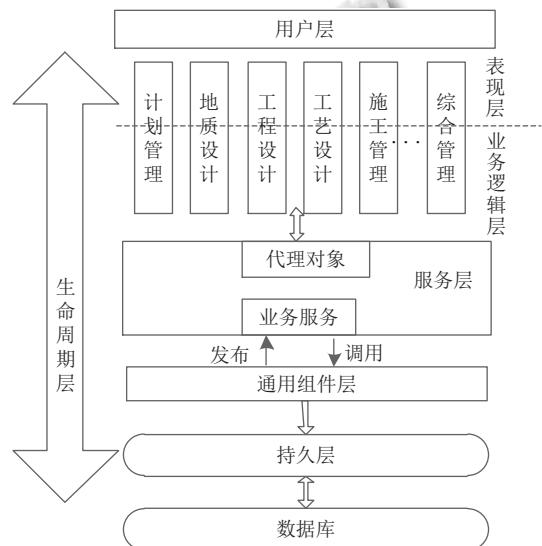 用户层
表现层
计划管理
地质设计
工程设计
工艺设计
施工管理
···
综合管理
业务逻辑层
代理对象
服务层
业务服务
生命周期层
发布
调用
通用组件层
持久层
数据库